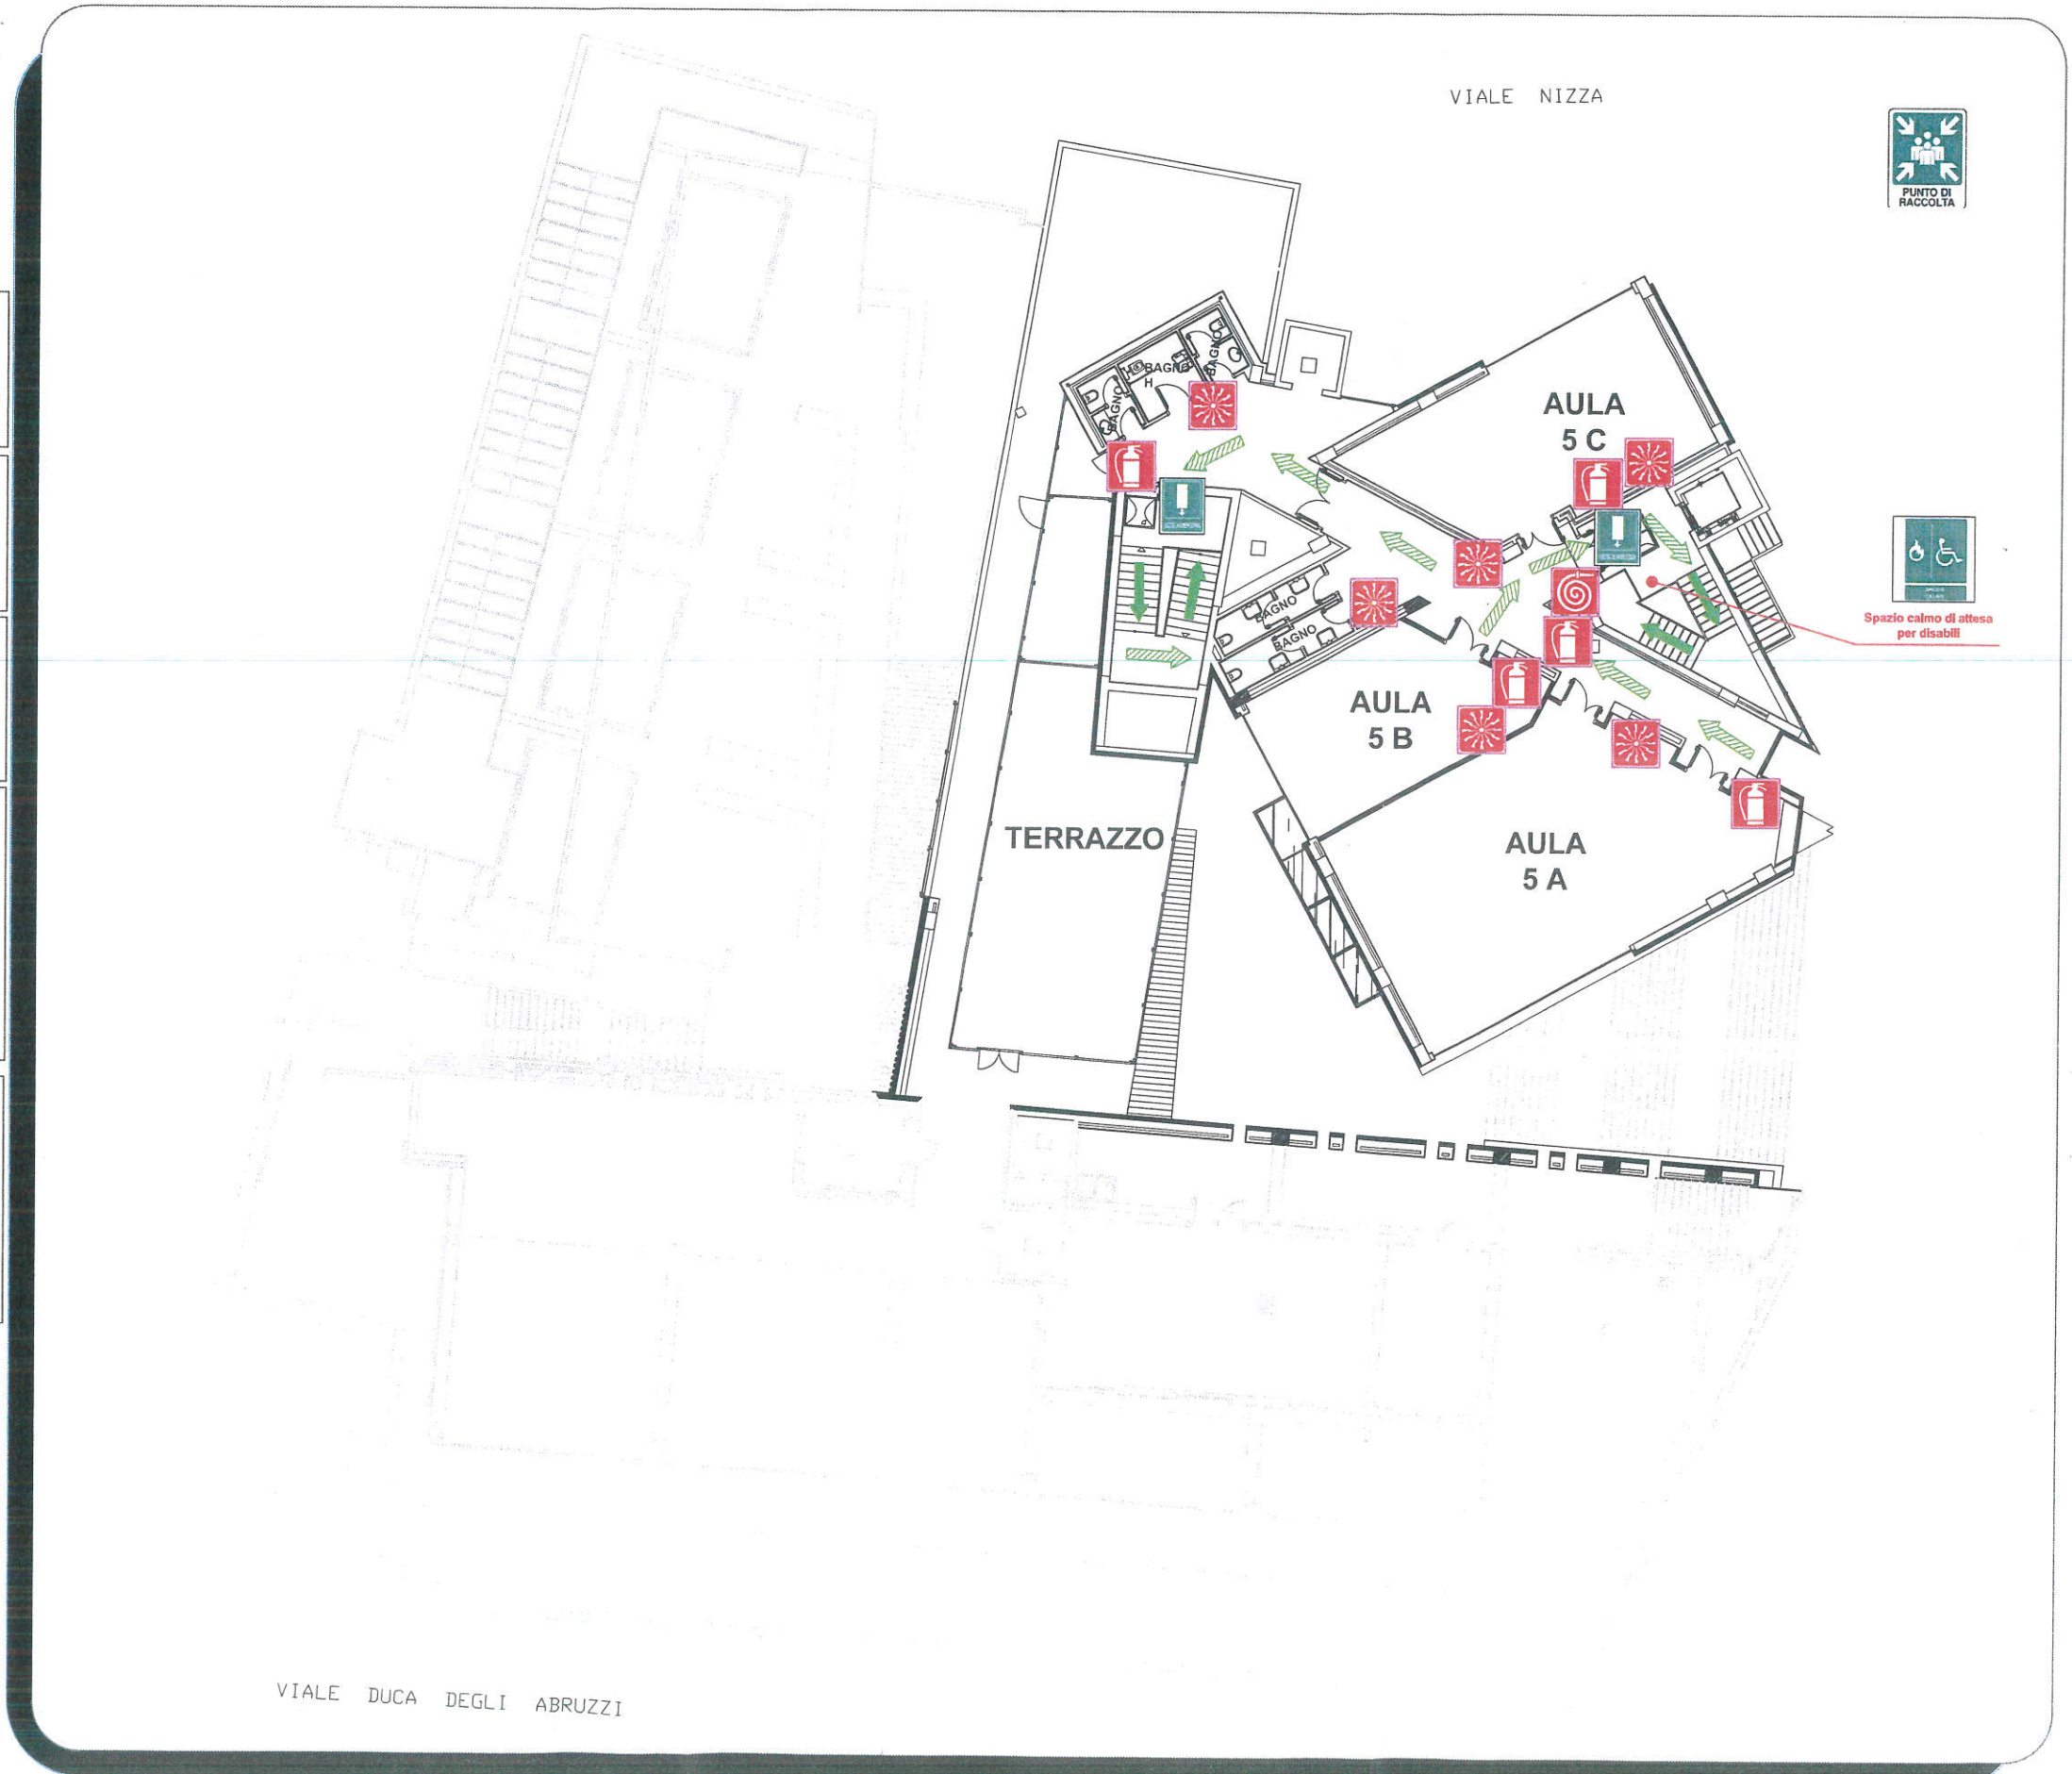 VIALE NIZZA
PUNTO DI
RACCOLTA
BAGNO
BAGNO
H
BAGNO
AULA
5 C
Spazio calmo di attesa
per disabili
BAGNO
BAGNO
AULA
5 B
TERRAZZO
AULA
5 A
VIALE DUCA DEGLI ABRUZZI